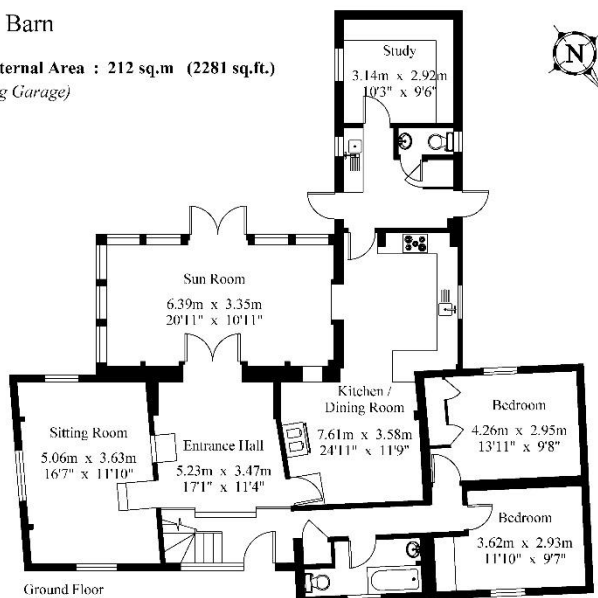 Barn
ternal Area : 212 sq.m (2281 sq.ft.)
g Garage)
N
Study
3.14m x 2.92m
10'3" x 9'6"
Sun Room
6.39m x 3.35m
20'11" x 10'11"
Kitchen /
Dining Room
7.61m x 3.58m
24'11" x 11'9"
Bedroom
4.26m x 2.95m
13'11" x 9'8"
Sitting Room
5.06m x 3.63m
16'7" x 11'10"
Entrance Hall
5.23m x 3.47m
17'1" x 11'4"
Bedroom
3.62m x 2.93m
11'10" x 9'7"
Ground Floor